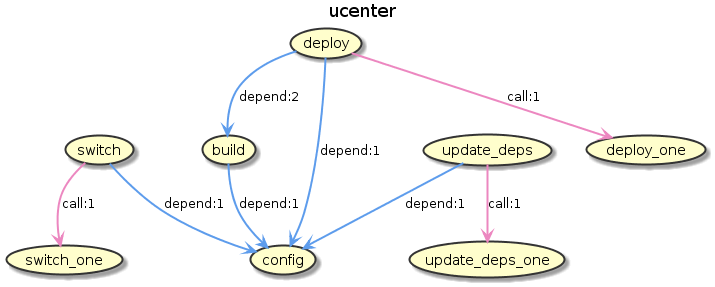 ucenter
deploy
depend:2
call:1
switch
build
depend:1
update_deps
deploy_one
call:1
depend:1
depend:1
depend:1
call:1
switch_one
config
update_deps_one